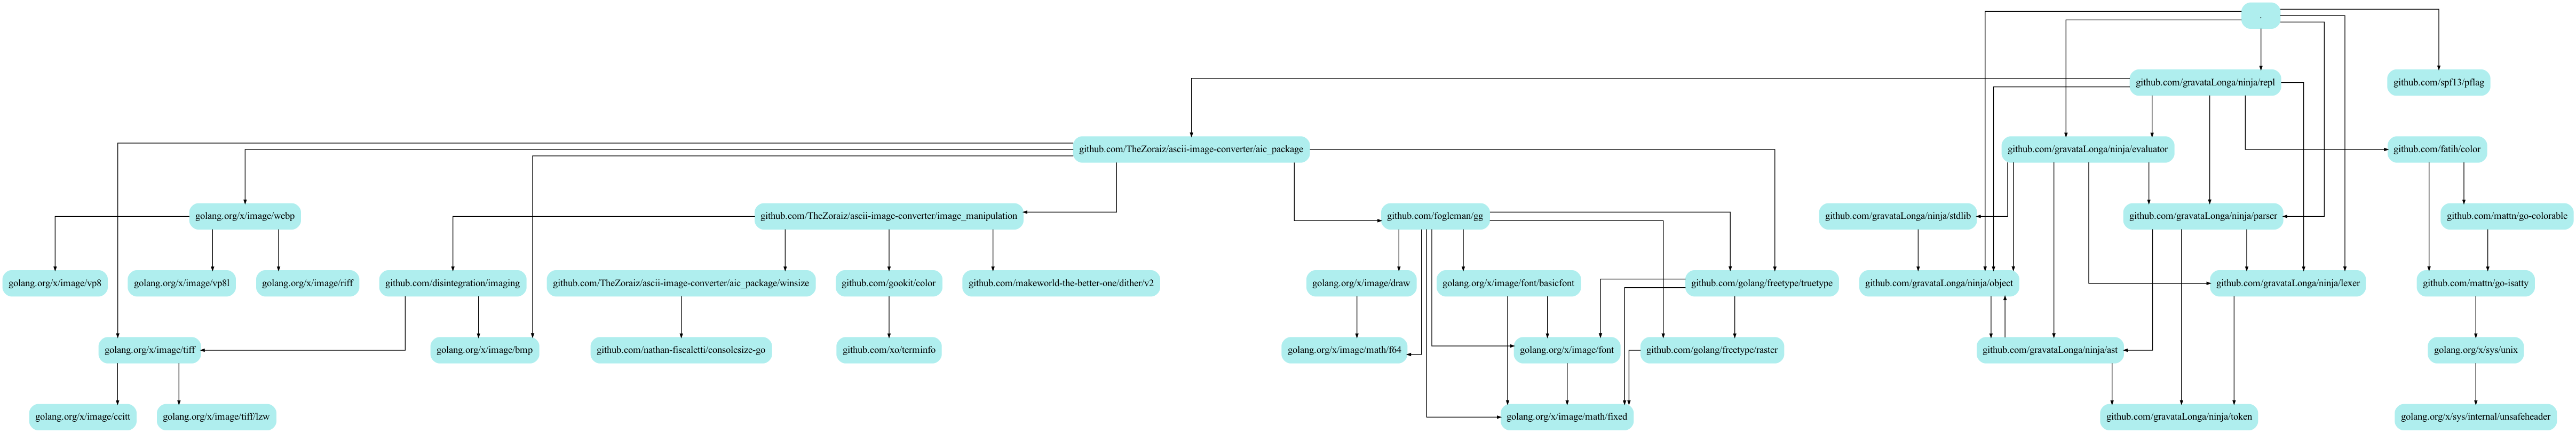 .
github.com/gravataLonga/ninja/repl
github.com/spf13/pflag
github.com/TheZoraiz/ascii-image-converter/aic_package
github.com/gravataLonga/ninja/evaluator
github.com/fatih/color
golang.org/x/image/webp
github.com/TheZoraiz/ascii-image-converter/image_manipulation
github.com/fogleman/gg
github.com/gravataLonga/ninja/stdlib
github.com/gravataLonga/ninja/parser
github.com/mattn/go-colorable
golang.org/x/image/vp8
golang.org/x/image/vp8l
golang.org/x/image/riff
github.com/disintegration/imaging
github.com/TheZoraiz/ascii-image-converter/aic_package/winsize
github.com/gookit/color
github.com/makeworld-the-better-one/dither/v2
golang.org/x/image/draw
golang.org/x/image/font/basicfont
github.com/golang/freetype/truetype
github.com/gravataLonga/ninja/object
github.com/gravataLonga/ninja/lexer
github.com/mattn/go-isatty
golang.org/x/image/tiff
golang.org/x/image/bmp
github.com/nathan-fiscaletti/consolesize-go
github.com/xo/terminfo
golang.org/x/image/math/f64
golang.org/x/image/font
github.com/golang/freetype/raster
github.com/gravataLonga/ninja/ast
golang.org/x/sys/unix
golang.org/x/image/ccitt
golang.org/x/image/tiff/lzw
golang.org/x/image/math/fixed
github.com/gravataLonga/ninja/token
golang.org/x/sys/internal/unsafeheader